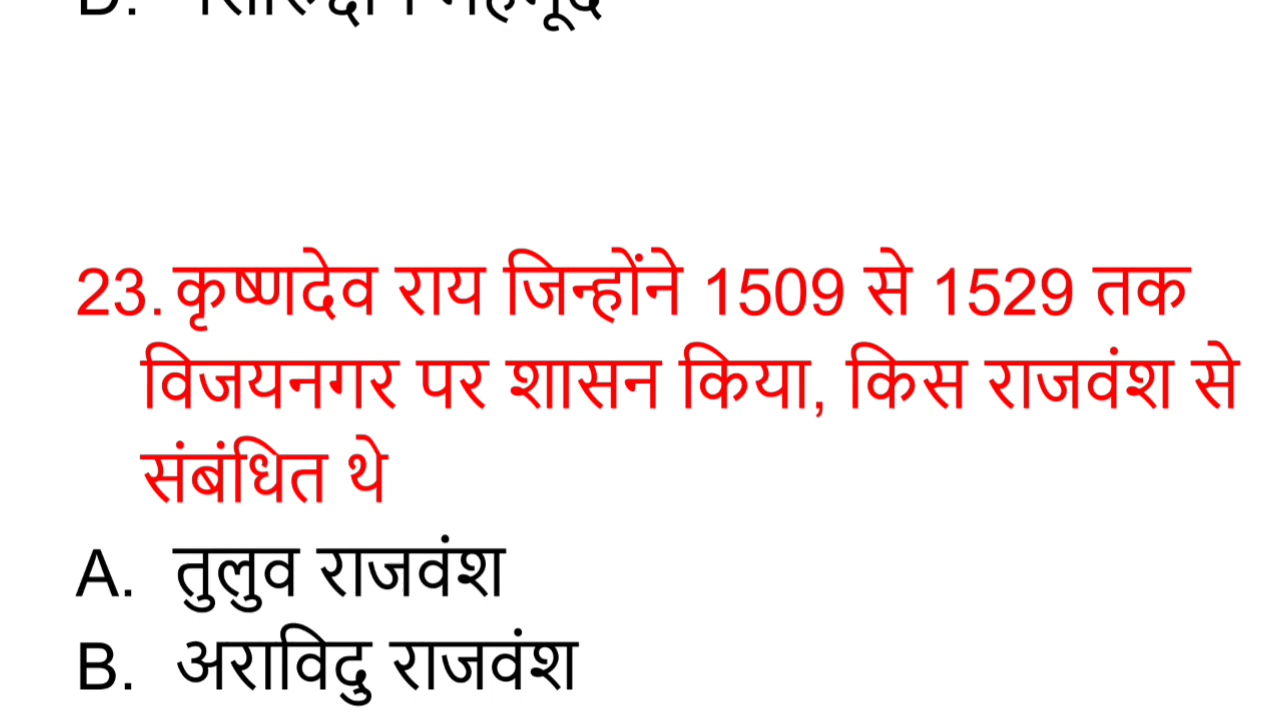 D.
23. कृष्णदेव राय जिन्होंने 1509 से 1529 तक
विजयनगर पर शासन किया, किस राजवंश से
संबंधित थे
A. तुलुव राजवंश
B. अराविदु राजवंश